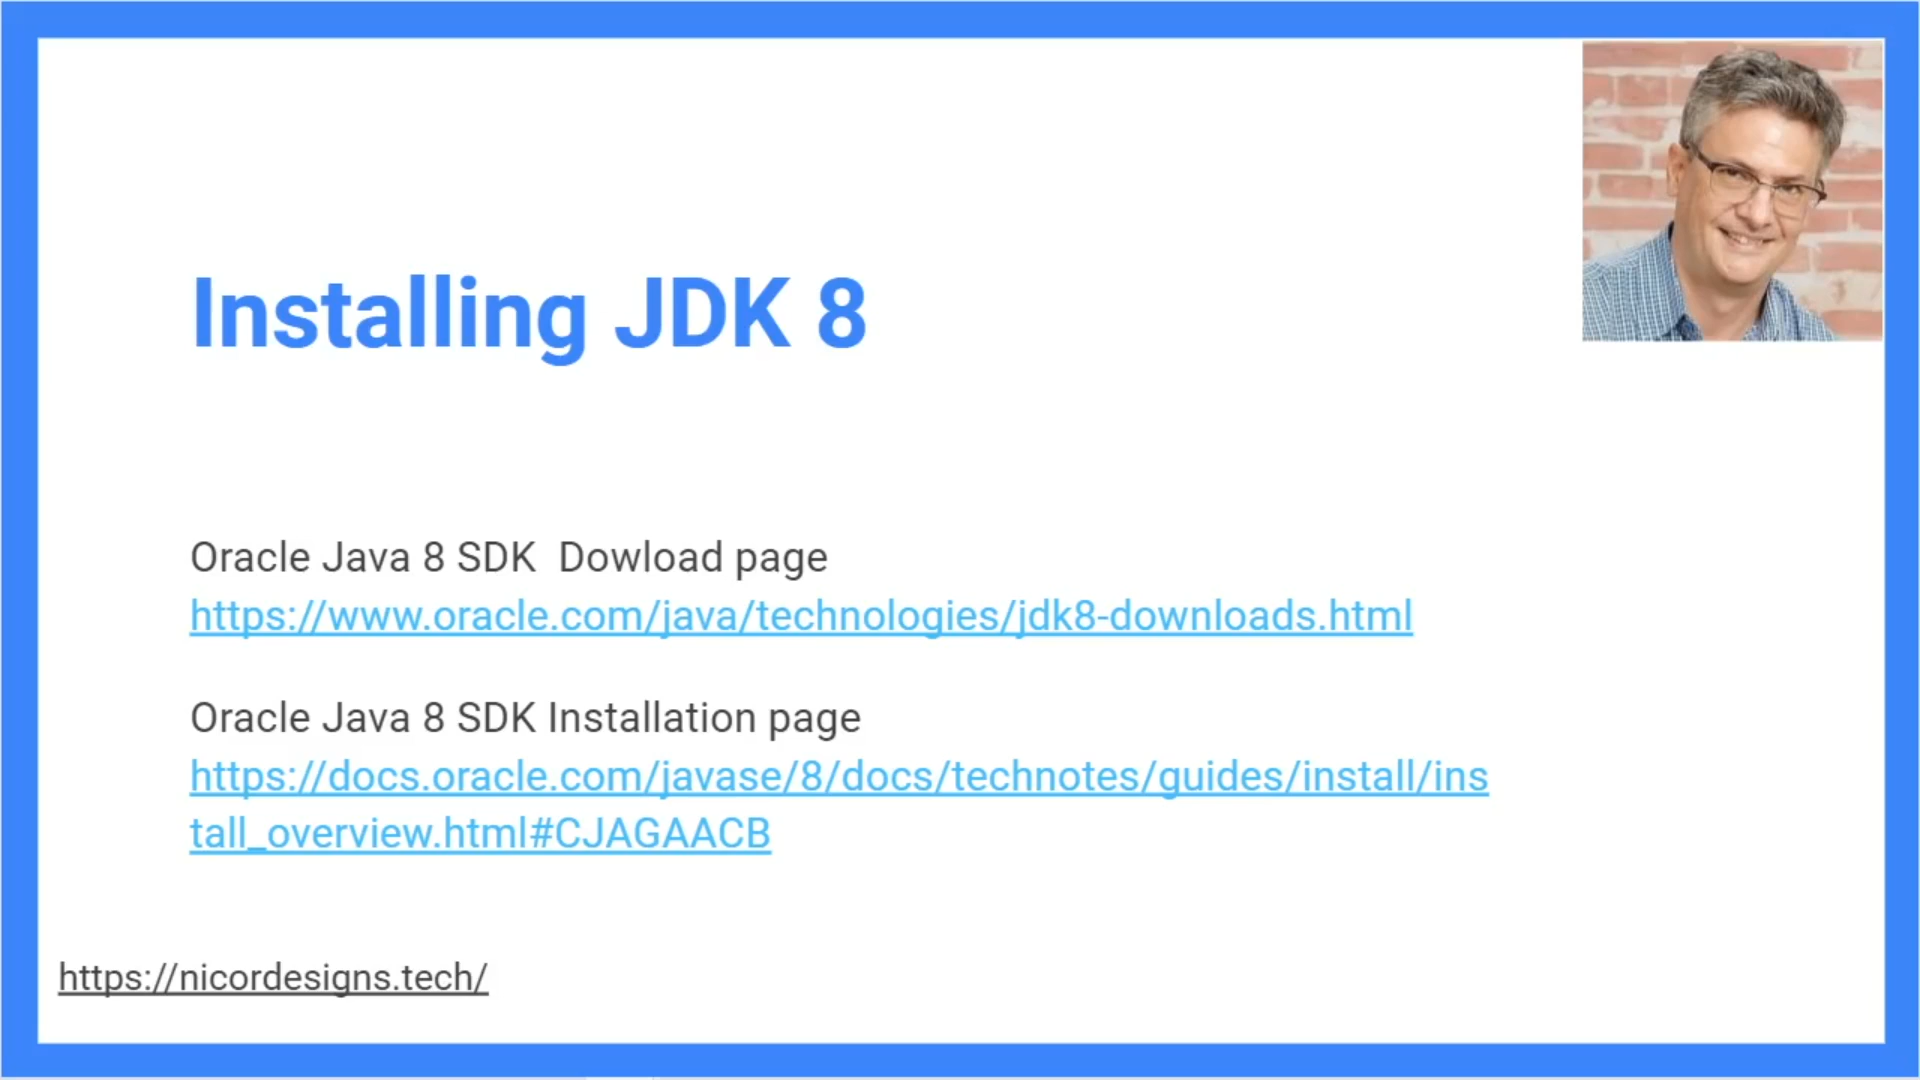 Installing JDK 8
Oracle Java 8 SDK  Dowload page
https://www.oracle.com/java/technologies/jdk8-downloads.html
Oracle Java 8 SDK Installation page
https://docs.oracle.com/javase/8/docs/technotes/guides/install/ins
tall_overview.html#CJAGAACB
https://nicordesigns.tech/